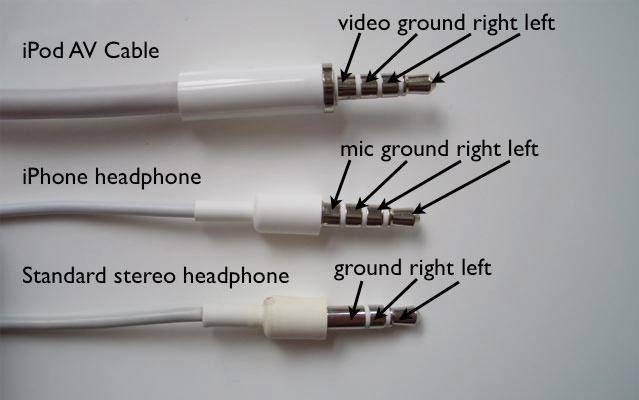 video ground right left
iPod AV Cable
mic ground right left
iPhone headphone
ground right left
Standard stereo headphone